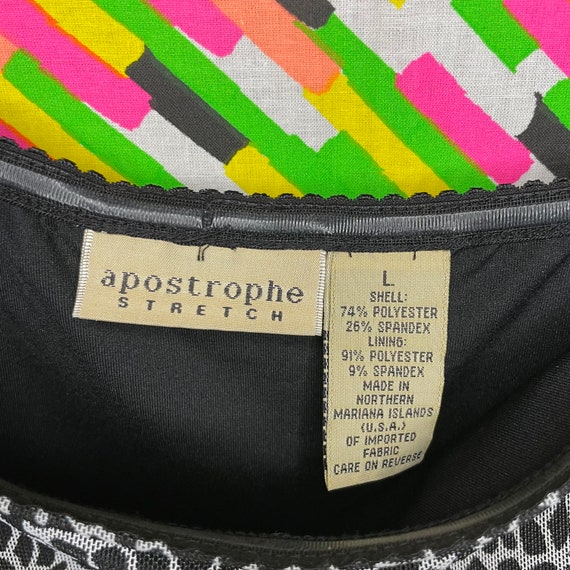 apostrophe
STRETCH
L
SHELL:
74% POLYESTER
26% SPANDEX
LINING:
91% POLYESTER
9% SPANDEX
MADE IN
NORTHERN
MARIANA ISLANDS
(U.S.A.)
OF IMPORTED
FABRIC
CARE ON REVERSE